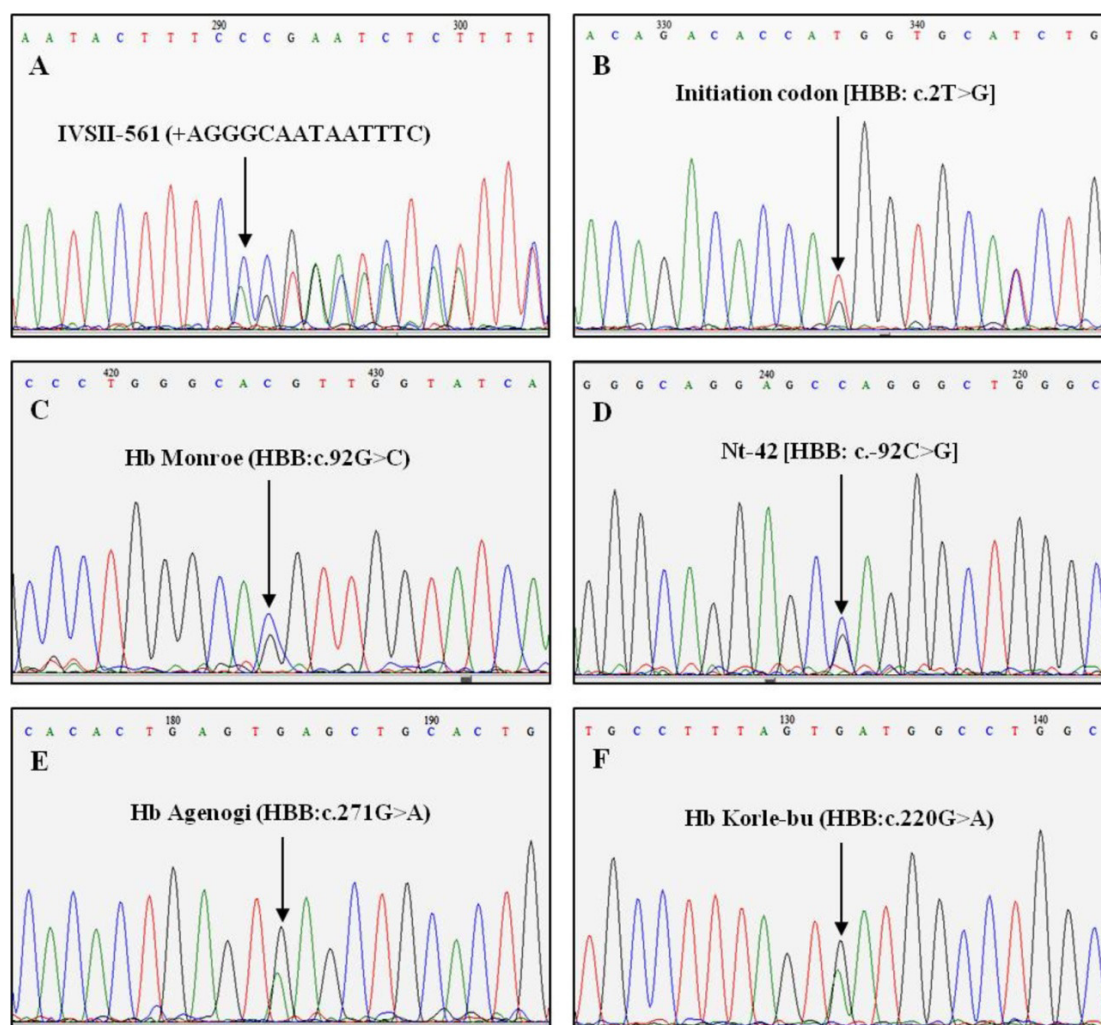 290 300
A A T A C T T T C C C G A A T C T C T T T T
A
IVSII-561 (+AGGGCAATAATTTC)
330 340
A C A G A C A C C A T G G T G C A T C T G
B
Initiation codon [HBB: c.2T>G]
420 430
C C C T G G G C A C G T T G G T A T C A
C
Hb Monroe (HBB:c.92G>C)
240 250
G G G C A G G A G C C A G G G C T G G G C
D
Nt-42 [HBB: c.-92C>G]
180 190
C A C A C T G A G T G A G C T G C A C T G
E
Hb Agenogi (HBB:c.271G>A)
130 140
T G C C T T T A G T G A T G G C C T G G C
F
Hb Korle-bu (HBB:c.220G>A)